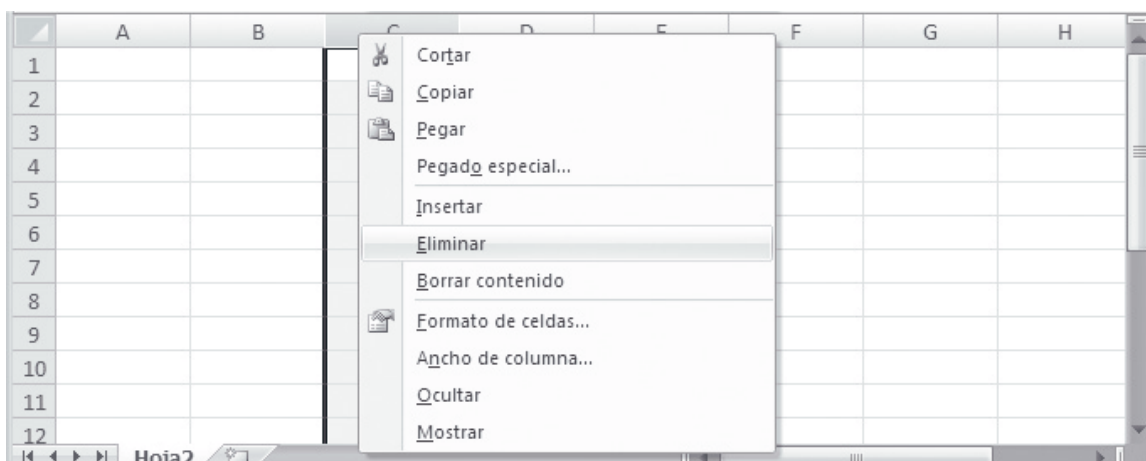 A B C D E F G H
1
2
3
4
5
6
7
8
9
10
11
12
Cortar
Copiar
Pegar
Pegado especial...
Insertar
Eliminar
Borrar contenido
Formato de celdas...
Ancho de columna...
Ocultar
Mostrar
Hoja2